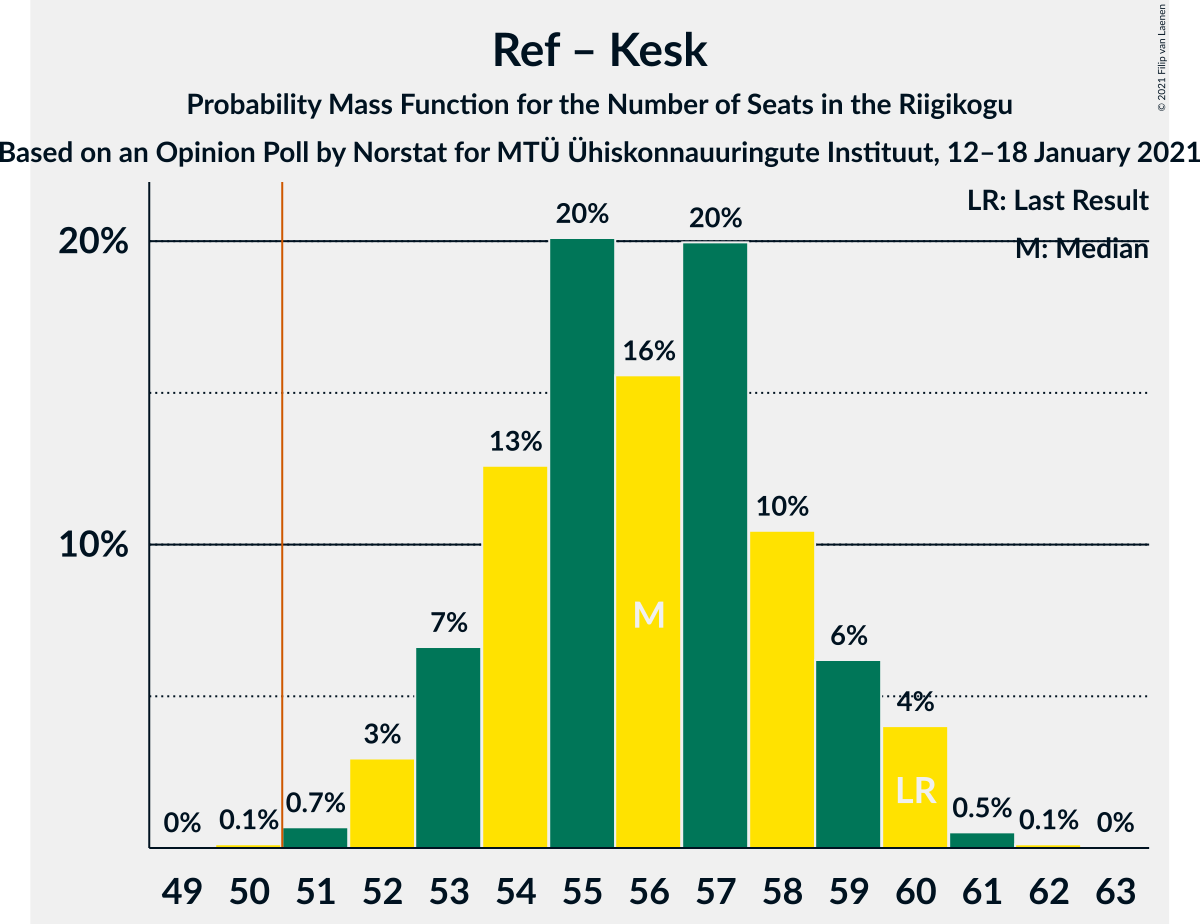 Ref – Kesk
Probability Mass Function for the Number of Seats in the Riigikogu
Based on an Opinion Poll by Norstat for MTÜ Ühiskonnauuringute Instituut, 12–18 January 2021
© 2021 Filip van Laenen
LR: Last Result
M: Median
20%
10%
0% 0.1% 0.7% 3% 7% 13% 20% 16% 20% 10% 6% 4% 0.5% 0.1% 0%
M
LR
49 50 51 52 53 54 55 56 57 58 59 60 61 62 63